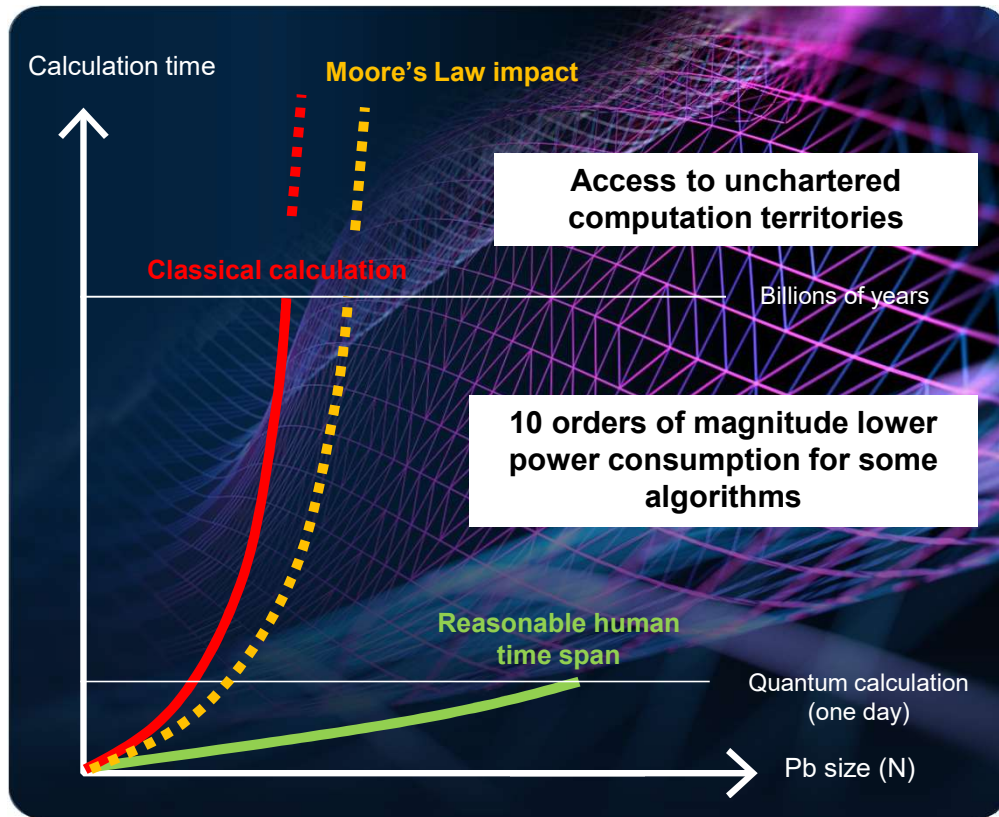 Calculation time
Moore's Law impact
Access to unchartered
computation territories
Classical calculation
Billions of years
10 orders of magnitude lower
power consumption for some
algorithms
Reasonable human
time span
Quantum calculation
(one day)
Pb size (N)